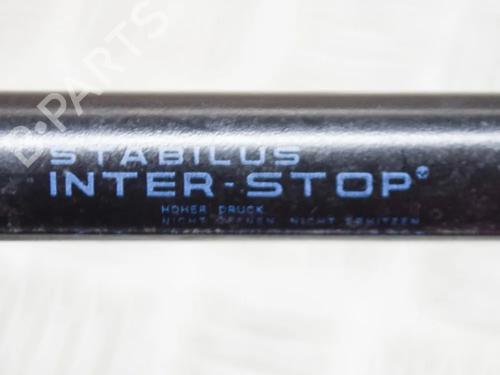 B-PARTS
STABILUS
INTER-STOP®
HOHER DRUCK
NICHT ÖFFNEN NICHT ERHITZEN